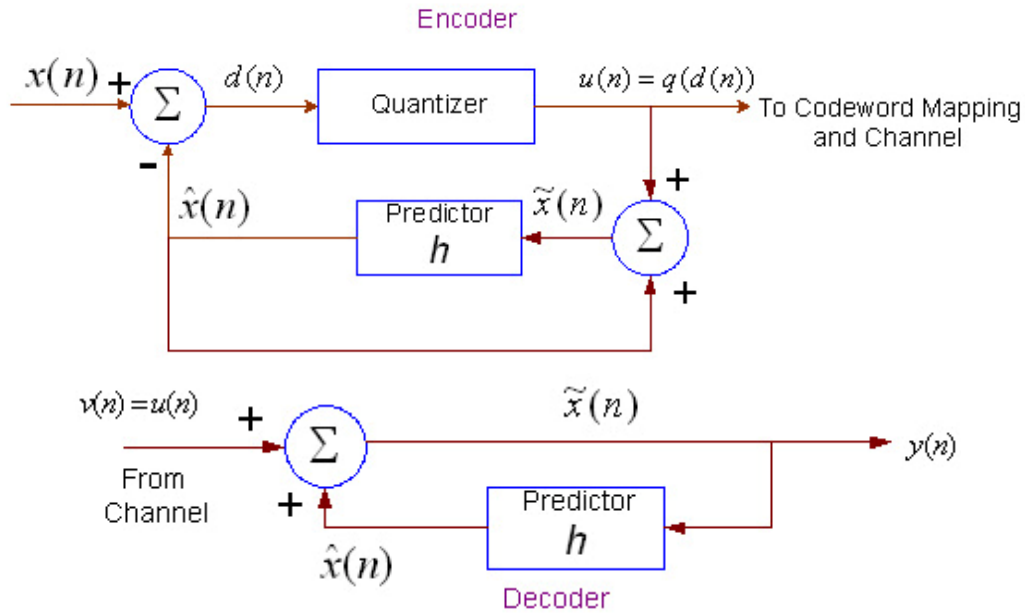 Encoder
x(n) +
Σ
d(n)
Quantizer
u(n) = q(d(n))
To Codeword Mapping
and Channel
-
x̂(n)
Predictor
h
x̃(n)
+
Σ
+
v(n)=u(n)
+
Σ
x̃(n)
y(n)
From
Channel
+
x̂(n)
Predictor
h
Decoder